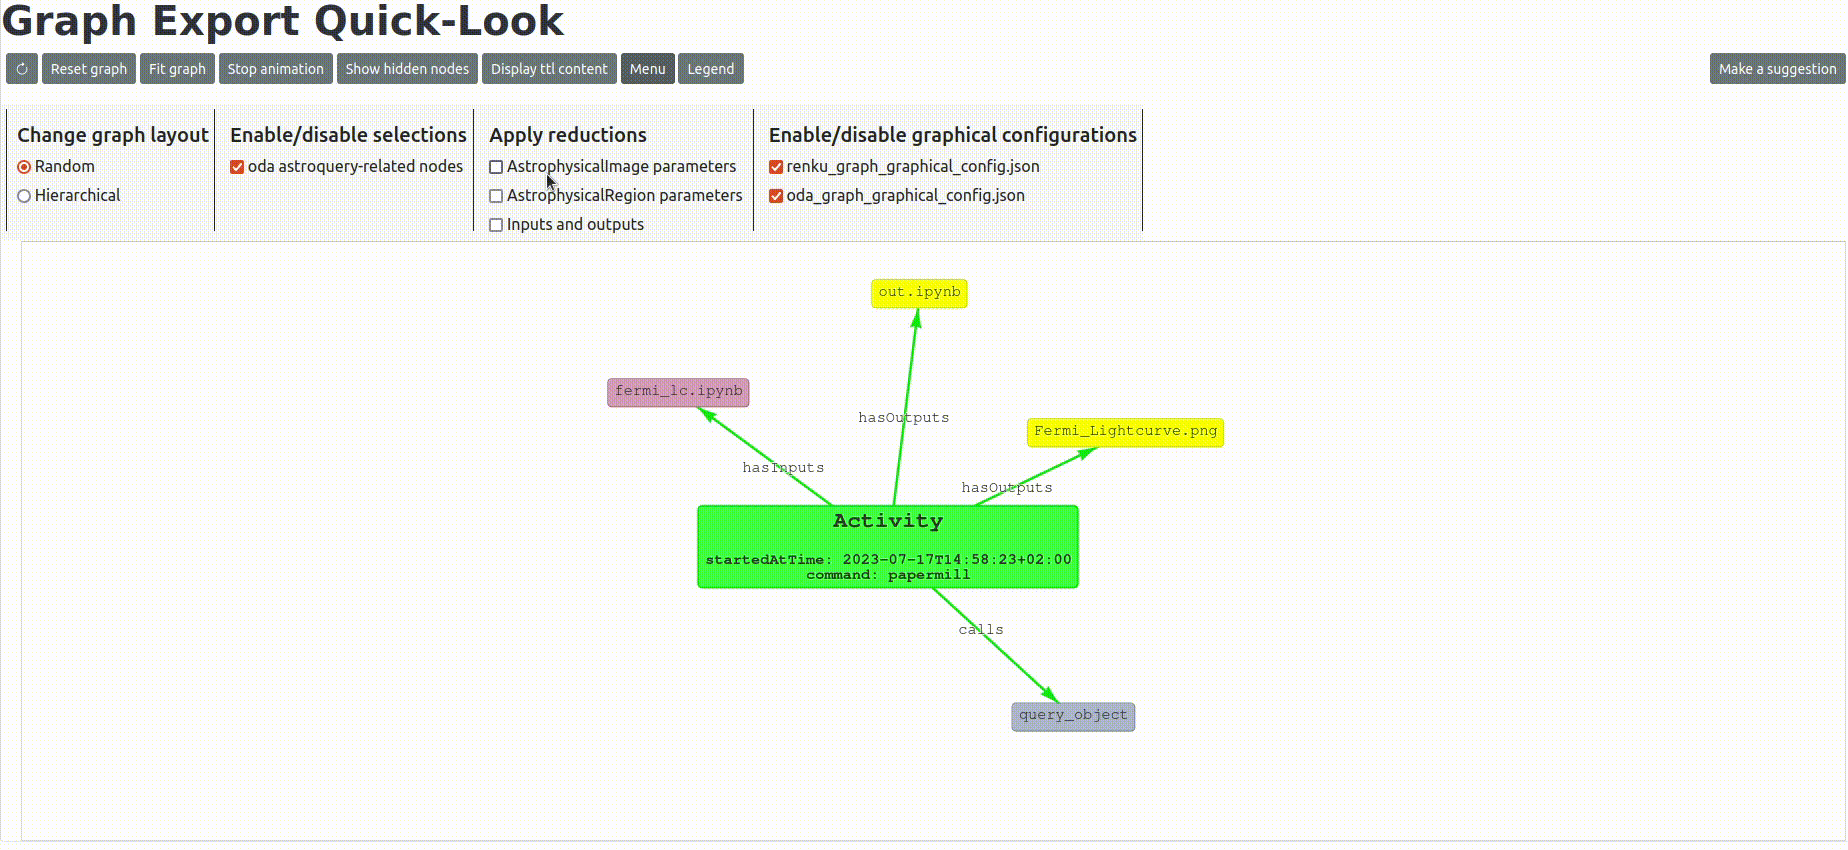 Graph Export Quick-Look
Reset graph Fit graph Stop animation Show hidden nodes Display ttl content Menu Legend Make a suggestion
Change graph layout
Random
Hierarchical
Enable/disable selections
oda astroquery-related nodes
Apply reductions
AstrophysicalImage parameters
AstrophysicalRegion parameters
Inputs and outputs
Enable/disable graphical configurations
renku_graph_graphical_config.json
oda_graph_graphical_config.json
out.ipynb
fermi_lc.ipynb
hasOutputs
Fermi_Lightcurve.png
hasInputs
hasOutputs
Activity
startedAtTime: 2023-07-17T14:58:23+02:00
command: papermill
calls
query_object